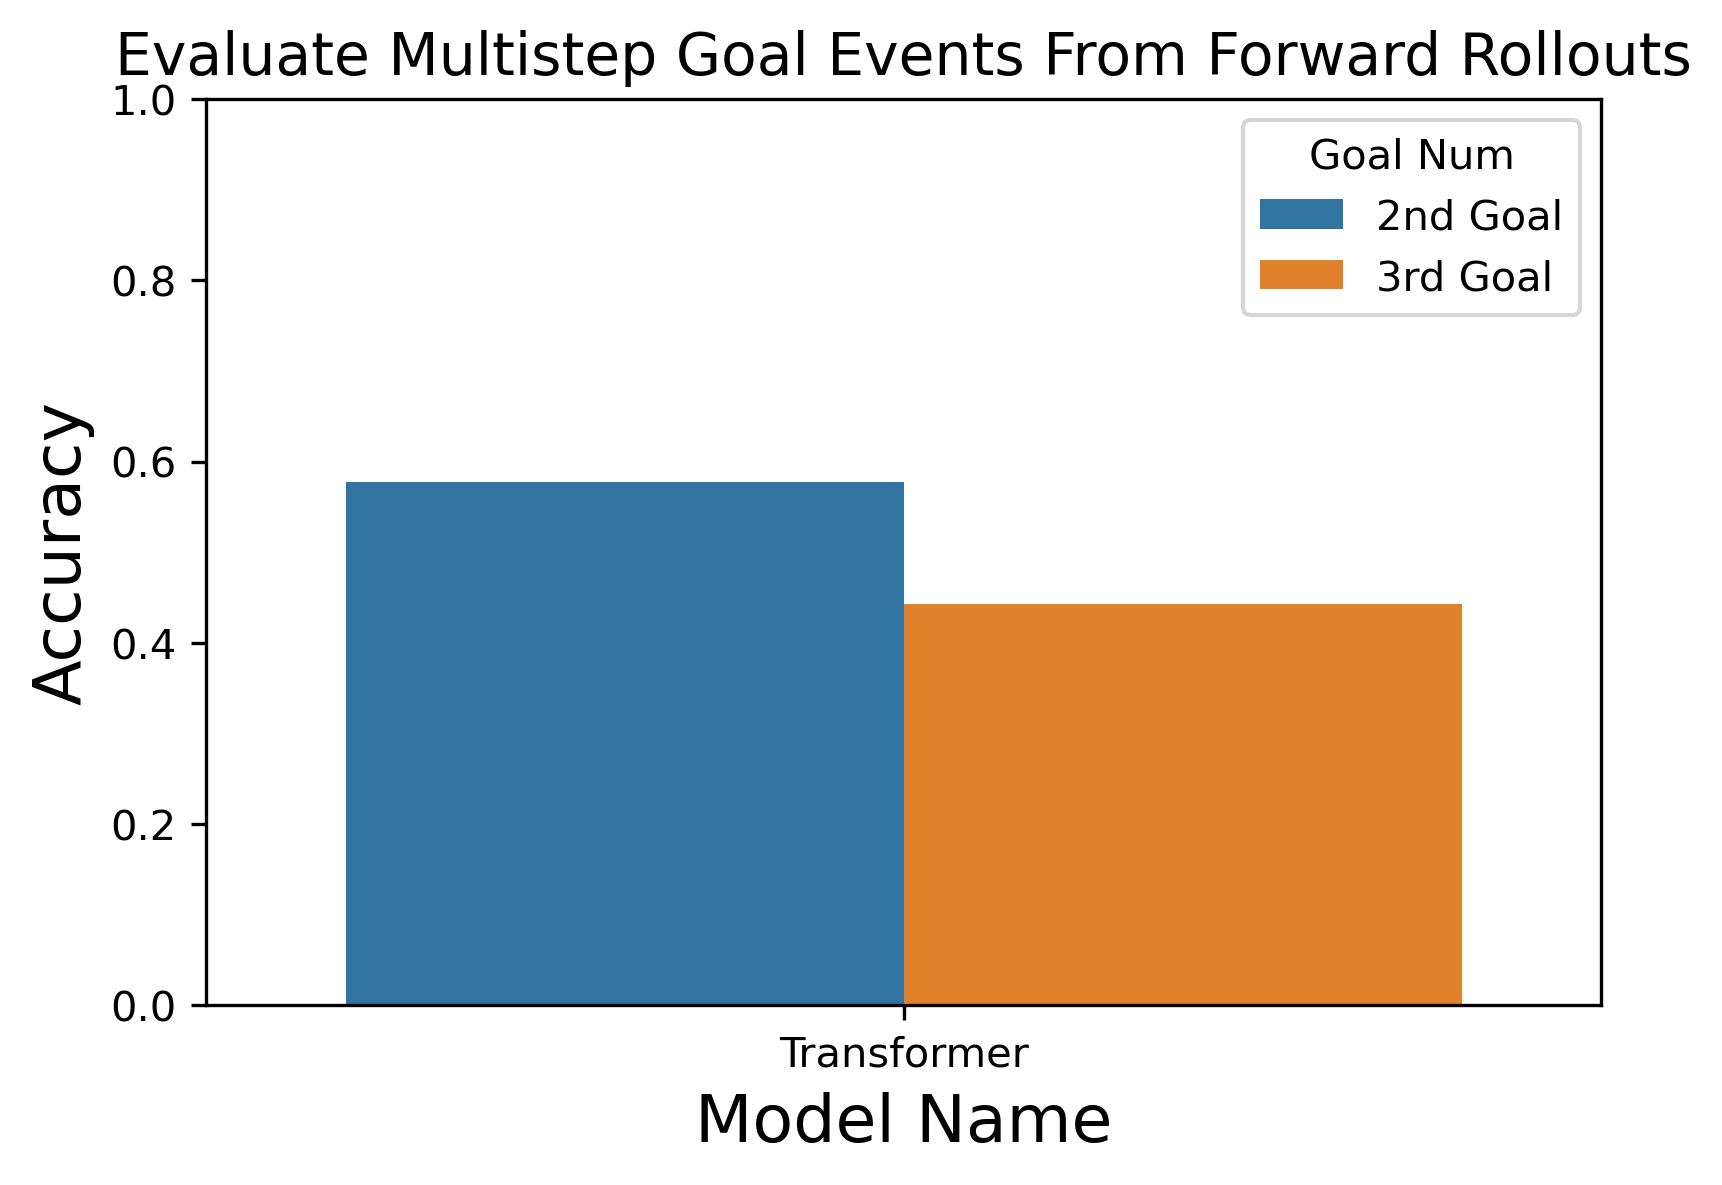 Evaluate Multistep Goal Events From Forward Rollouts
1.0
0.8
0.6
0.4
0.2
0.0
Accuracy
Goal Num
2nd Goal
3rd Goal
Transformer
Model Name